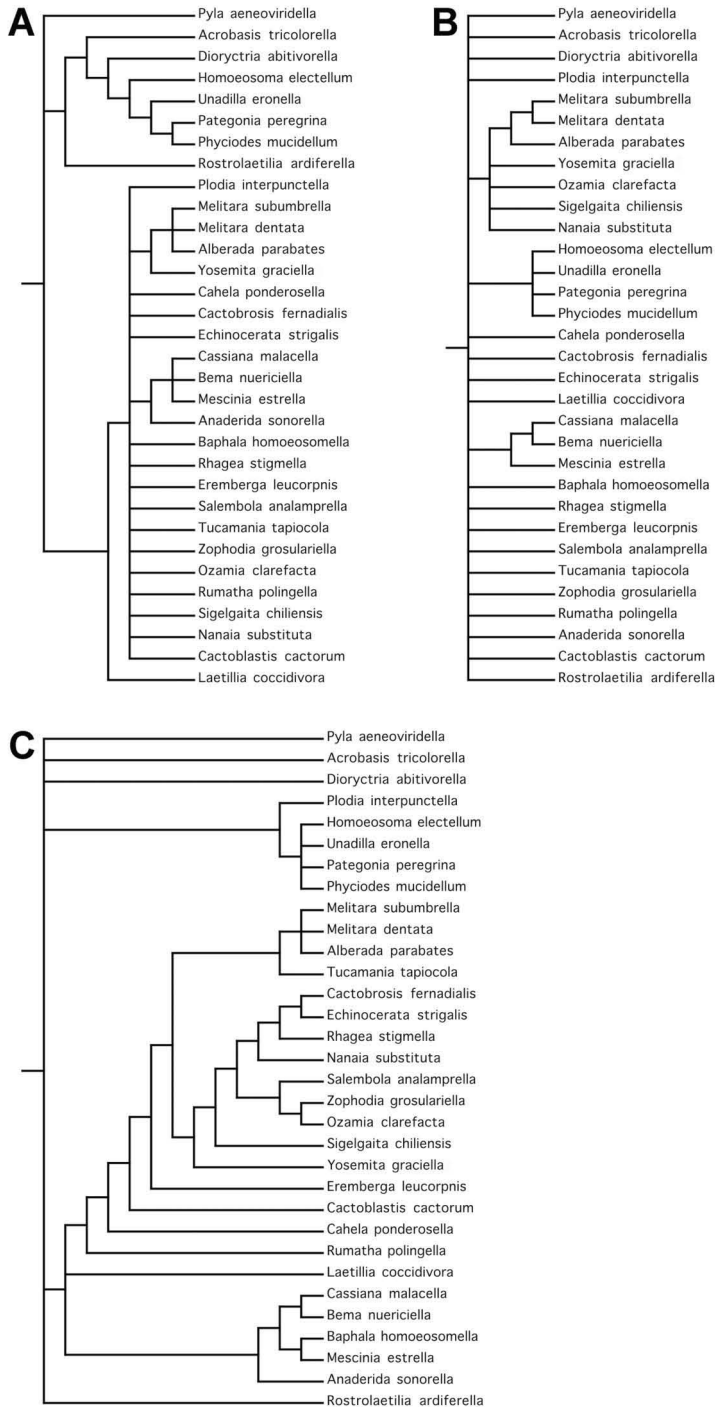 A
Pyla aeneoviridella
Acrobasis tricolorella
Dioryctria abitivorella
Homoeosoma electellum
Unadilla eronella
Pategonia peregrina
Phyciodes mucidellum
Rostrolaetilia ardiferella
Plodia interpunctella
Melitara subumbrella
Melitara dentata
Alberada parabates
Yosemita graciella
Cahela ponderosella
Cactobrosis fernadialis
Echinocerata strigalis
Cassiana malacella
Bema nuericiella
Mescinia estrella
Anaderida sonorella
Baphala homoeosomella
Rhagea stigmella
Eremberga leucorpnis
Salembola analamprella
Tucamania tapiocola
Zophodia grosulariella
Ozamia clarefacta
Rumatha polingella
Sigelgaita chiliensis
Nanaia substituta
Cactoblastis cactorum
Laetillia coccidivora
B
Pyla aeneoviridella
Acrobasis tricolorella
Dioryctria abitivorella
Plodia interpunctella
Melitara subumbrella
Melitara dentata
Alberada parabates
Yosemita graciella
Ozamia clarefacta
Sigelgaita chiliensis
Nanaia substituta
Homoeosoma electellum
Unadilla eronella
Pategonia peregrina
Phyciodes mucidellum
Cahela ponderosella
Cactobrosis fernadialis
Echinocerata strigalis
Laetillia coccidivora
Cassiana malacella
Bema nuericiella
Mescinia estrella
Baphala homoeosomella
Rhagea stigmella
Eremberga leucorpnis
Salembola analamprella
Tucamania tapiocola
Zophodia grosulariella
Rumatha polingella
Anaderida sonorella
Cactoblastis cactorum
Rostrolaetilia ardiferella
C
Pyla aeneoviridella
Acrobasis tricolorella
Dioryctria abitivorella
Plodia interpunctella
Homoeosoma electellum
Unadilla eronella
Pategonia peregrina
Phyciodes mucidellum
Melitara subumbrella
Melitara dentata
Alberada parabates
Tucamania tapiocola
Cactobrosis fernadialis
Echinocerata strigalis
Rhagea stigmella
Nanaia substituta
Salembola analamprella
Zophodia grosulariella
Ozamia clarefacta
Sigelgaita chiliensis
Yosemita graciella
Eremberga leucorpnis
Cactoblastis cactorum
Cahela ponderosella
Rumatha polingella
Laetillia coccidivora
Cassiana malacella
Bema nuericiella
Baphala homoeosomella
Mescinia estrella
Anaderida sonorella
Rostrolaetilia ardiferella